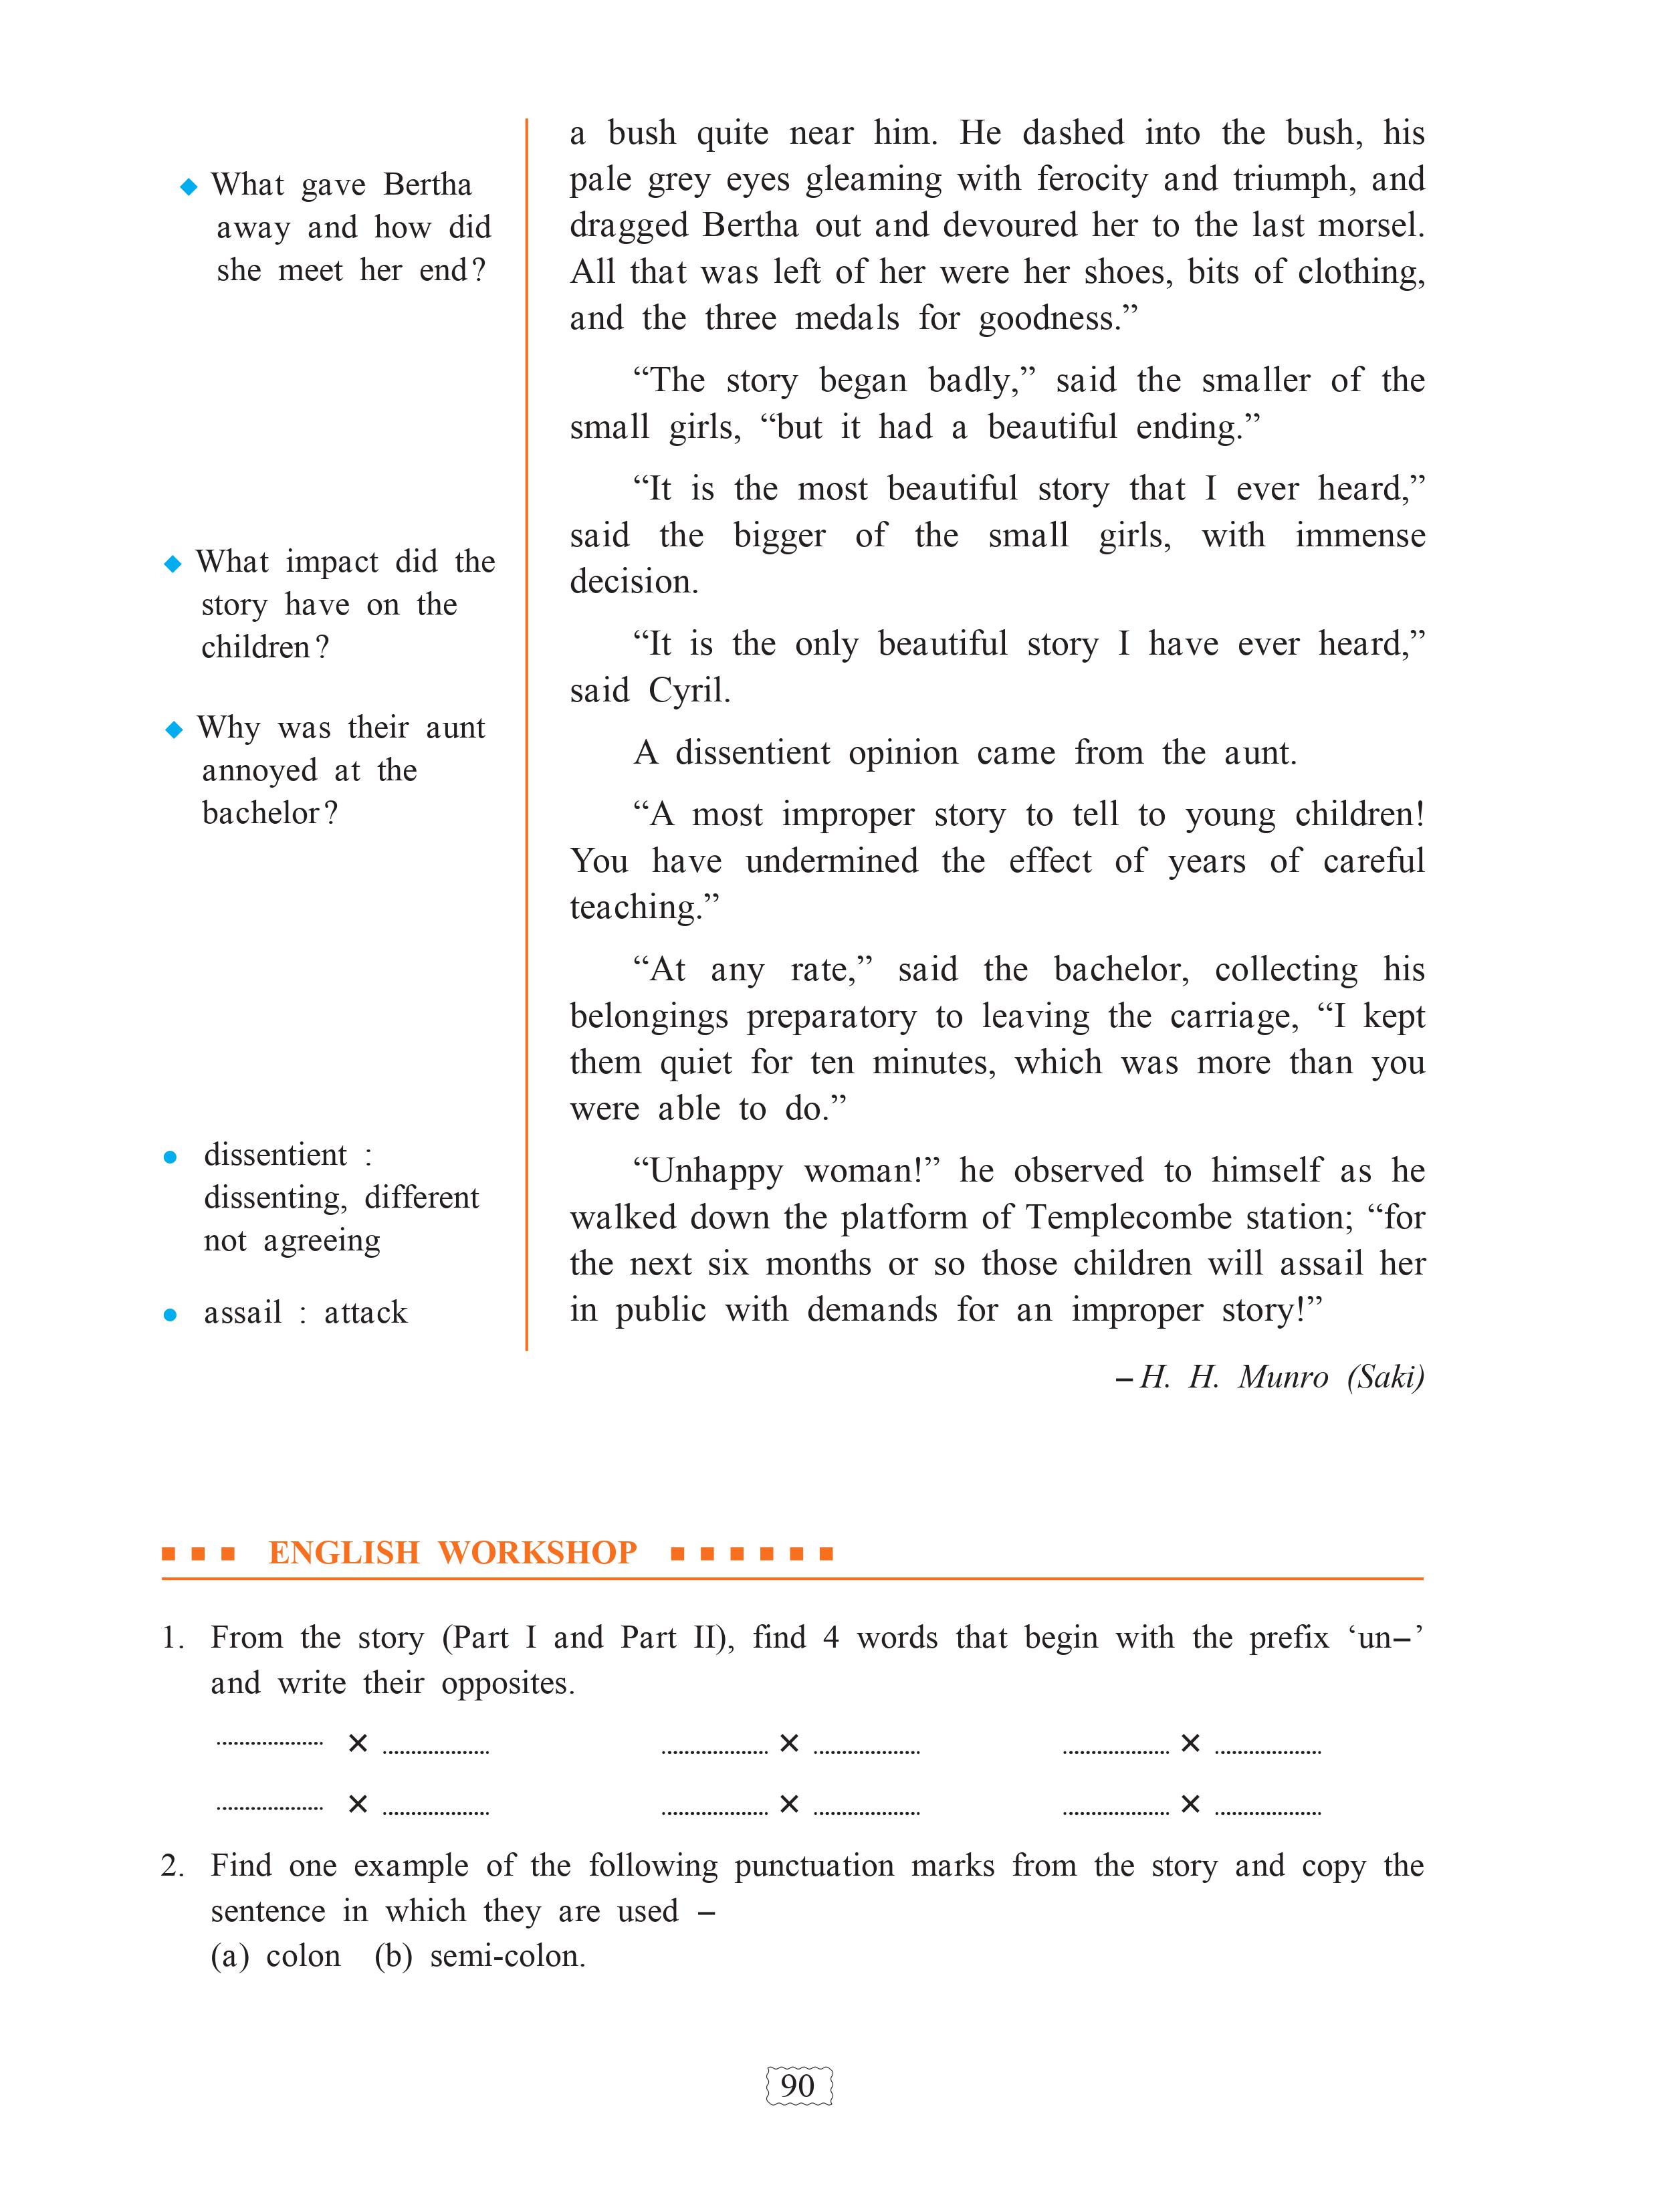 ◆ What gave Bertha
away and how did
she meet her end?
◆ What impact did the
story have on the
children?
◆ Why was their aunt
annoyed at the
bachelor?
● dissentient :
dissenting, different
not agreeing
● assail : attack
a bush quite near him. He dashed into the bush, his
pale grey eyes gleaming with ferocity and triumph, and
dragged Bertha out and devoured her to the last morsel.
All that was left of her were her shoes, bits of clothing,
and the three medals for goodness.”
“The story began badly,” said the smaller of the
small girls, “but it had a beautiful ending.”
“It is the most beautiful story that I ever heard,”
said the bigger of the small girls, with immense
decision.
“It is the only beautiful story I have ever heard,”
said Cyril.
A dissentient opinion came from the aunt.
“A most improper story to tell to young children!
You have undermined the effect of years of careful
teaching.”
“At any rate,” said the bachelor, collecting his
belongings preparatory to leaving the carriage, “I kept
them quiet for ten minutes, which was more than you
were able to do.”
“Unhappy woman!” he observed to himself as he
walked down the platform of Templecombe station; “for
the next six months or so those children will assail her
in public with demands for an improper story!”
– H. H. Munro (Saki)
ENGLISH WORKSHOP
1. From the story (Part I and Part II), find 4 words that begin with the prefix ‘un–’
and write their opposites.
................... × ................... ................... × ................... ................... × ...................
................... × ................... ................... × ................... ................... × ...................
2. Find one example of the following punctuation marks from the story and copy the
sentence in which they are used –
(a) colon (b) semi-colon.
90